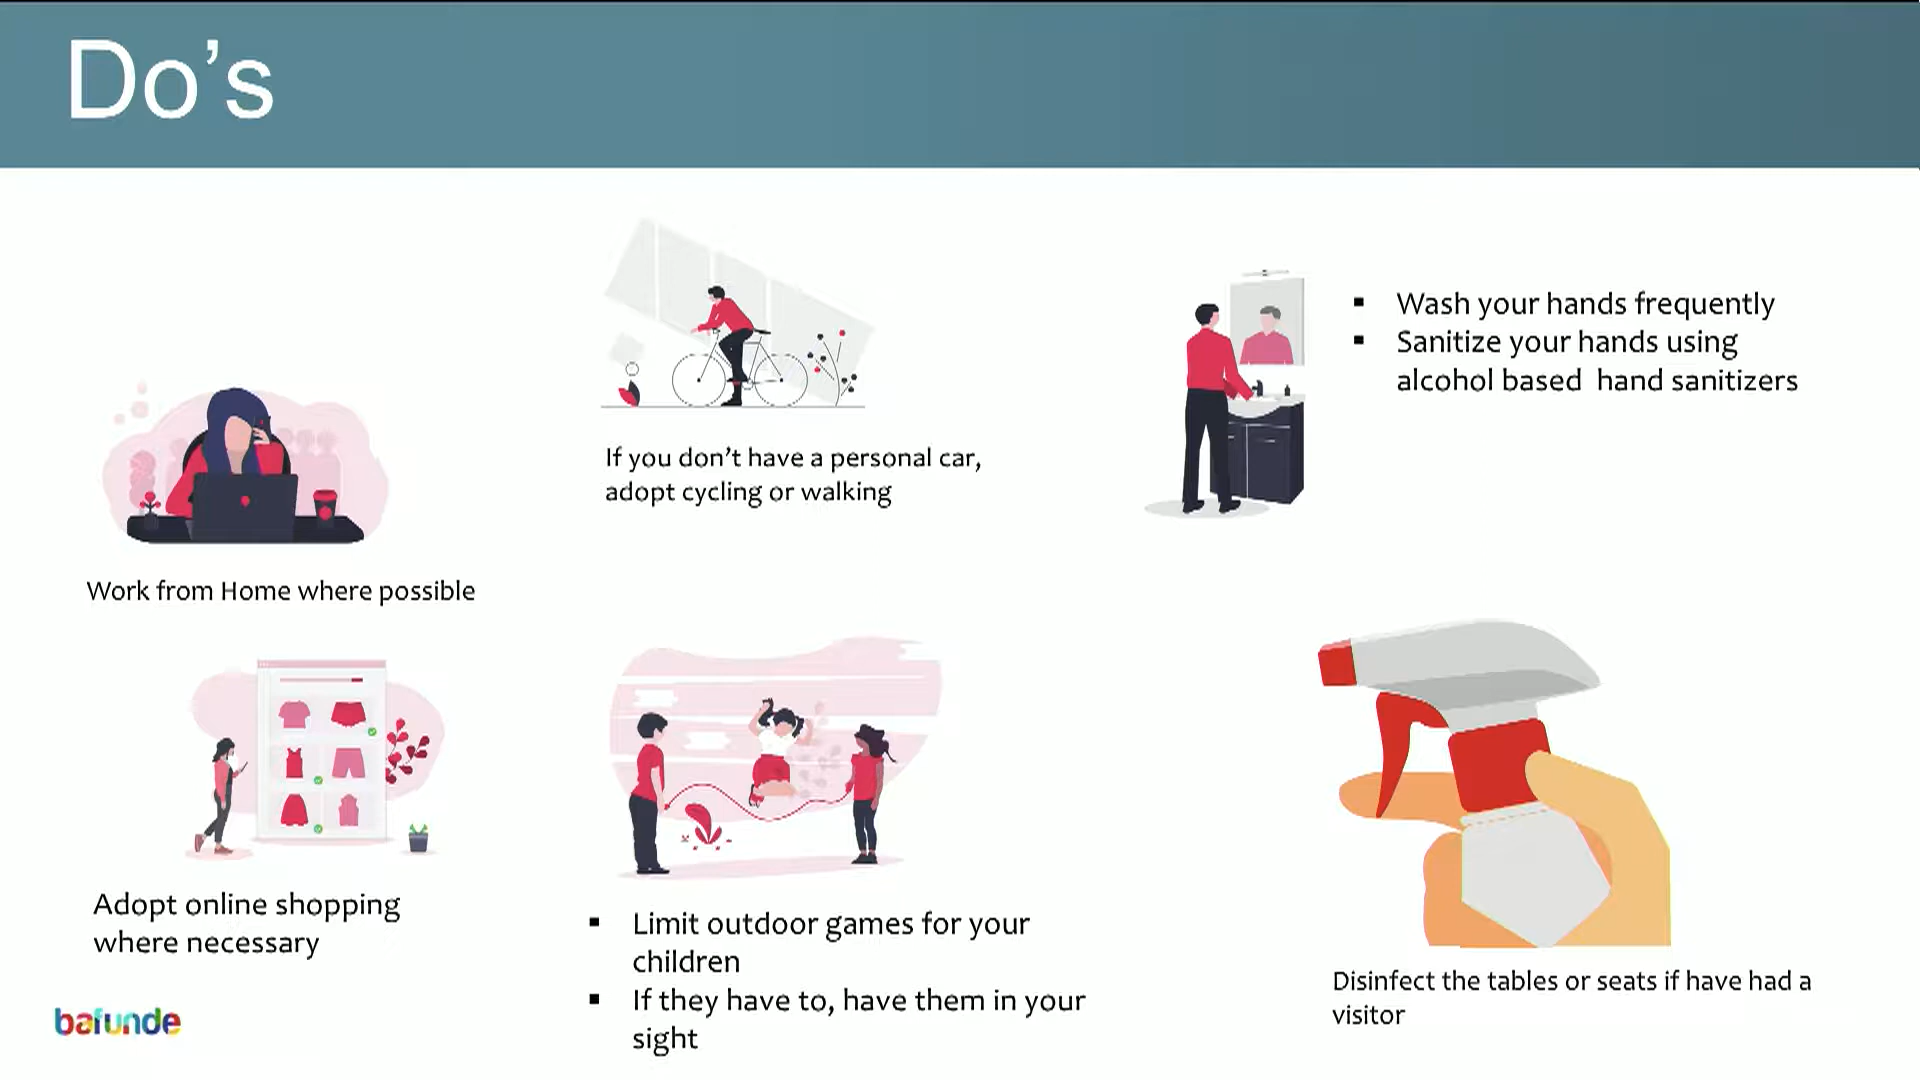 Do’s
If you don’t have a personal car,
adopt cycling or walking
▪ Wash your hands frequently
▪ Sanitize your hands using
alcohol based  hand sanitizers
Work from Home where possible
Adopt online shopping
where necessary
▪ Limit outdoor games for your
children
▪ If they have to, have them in your
sight
Disinfect the tables or seats if have had a
visitor
bafunde